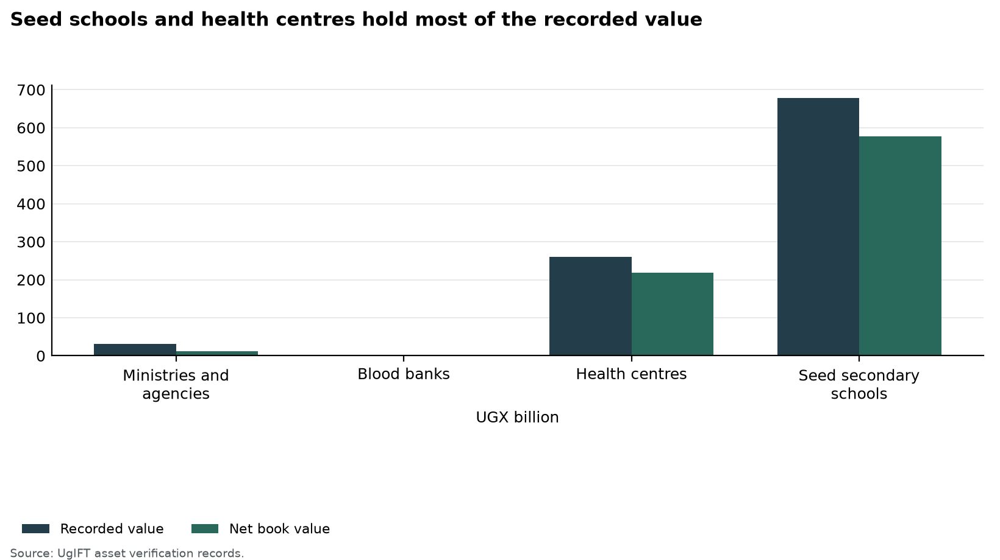 Seed schools and health centres hold most of the recorded value
700
600
500
400
300
200
100
0
Ministries and
agencies
Blood banks
Health centres
Seed secondary
schools
UGX billion
Recorded value
Net book value
Source: UgIFT asset verification records.